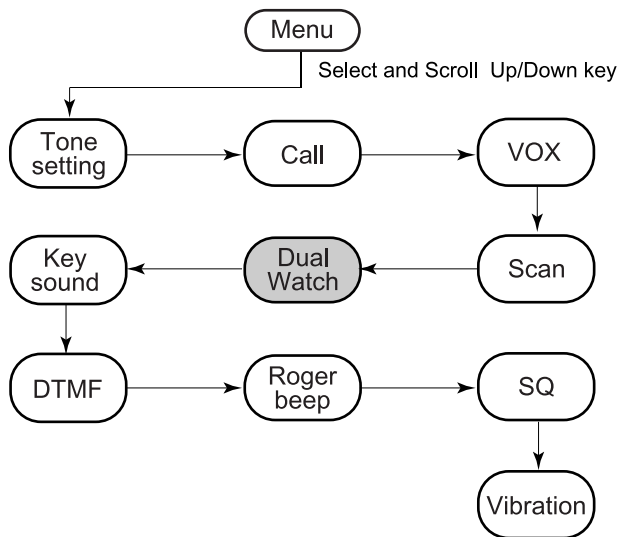 Menu
Select and Scroll Up/Down key
Tone
setting
Call
VOX
Scan
Dual
Watch
Key
sound
DTMF
Roger
beep
SQ
Vibration